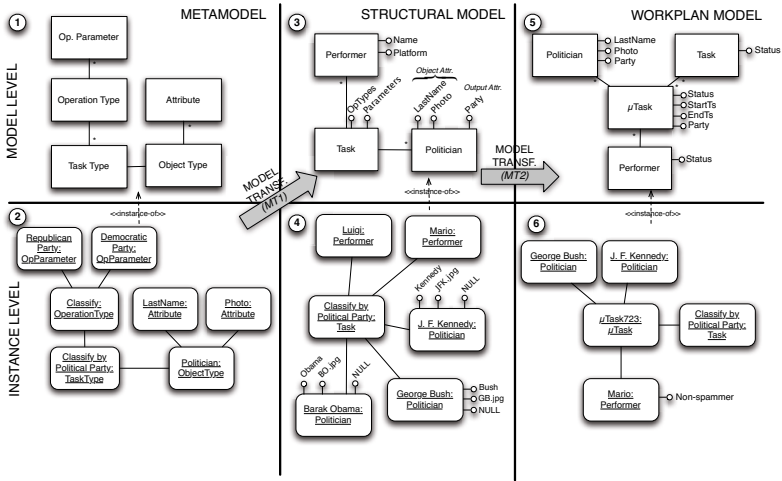 METAMODEL
STRUCTURAL MODEL
WORKPLAN MODEL
MODEL LEVEL
INSTANCE LEVEL
1
Op. Parameter
*
Operation Type
Attribute
*
*
Task Type
Object Type
<<instance-of>>
MODEL
TRANSF.
(MT1)
3
Performer
Name
Platform
*
OpTypes
Parameters
Object Attr.
LastName
Photo
Output Attr.
Party
Task
*
Politician
<<instance-of>>
MODEL
TRANSF.
(MT2)
5
Politician
LastName
Photo
Party
Task
Status
*
*
µTask
Status
StartTs
EndTs
Party
*
Performer
Status
<<instance-of>>
2
Republican
Party:
OpParameter
Democratic
Party:
OpParameter
Classify:
OperationType
LastName:
Attribute
Photo:
Attribute
Classify by
Political Party:
TaskType
Politician:
ObjectType
4
Luigi:
Performer
Mario:
Performer
Kennedy
JFK.jpg
NULL
Classify by
Political Party:
Task
J. F. Kennedy:
Politician
Obama
BO.jpg
NULL
Barak Obama:
Politician
George Bush:
Politician
Bush
GB.jpg
NULL
6
George Bush:
Politician
J. F. Kennedy:
Politician
µTask723:
µTask
Classify by
Political Party:
Task
Mario:
Performer
Non-spammer